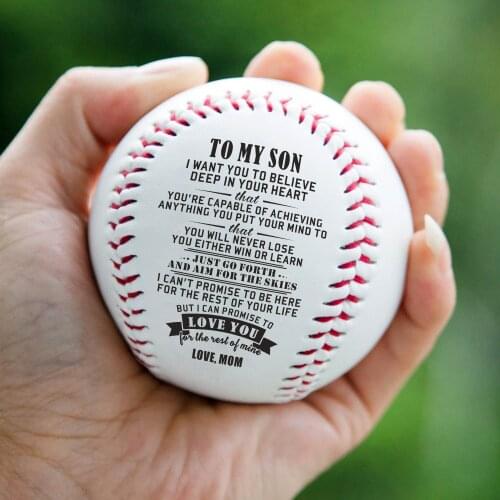 TO MY SON
I WANT YOU TO BELIEVE
DEEP IN YOUR HEART
that
YOU'RE CAPABLE OF ACHIEVING
ANYTHING YOU PUT YOUR MIND TO
that
YOU WILL NEVER LOSE
YOU EITHER WIN OR LEARN
JUST GO FORTH
AND AIM FOR THE SKIES
I CAN'T PROMISE TO BE HERE
FOR THE REST OF YOUR LIFE
BUT I CAN PROMISE TO
LOVE YOU
for the rest of mine
LOVE, MOM